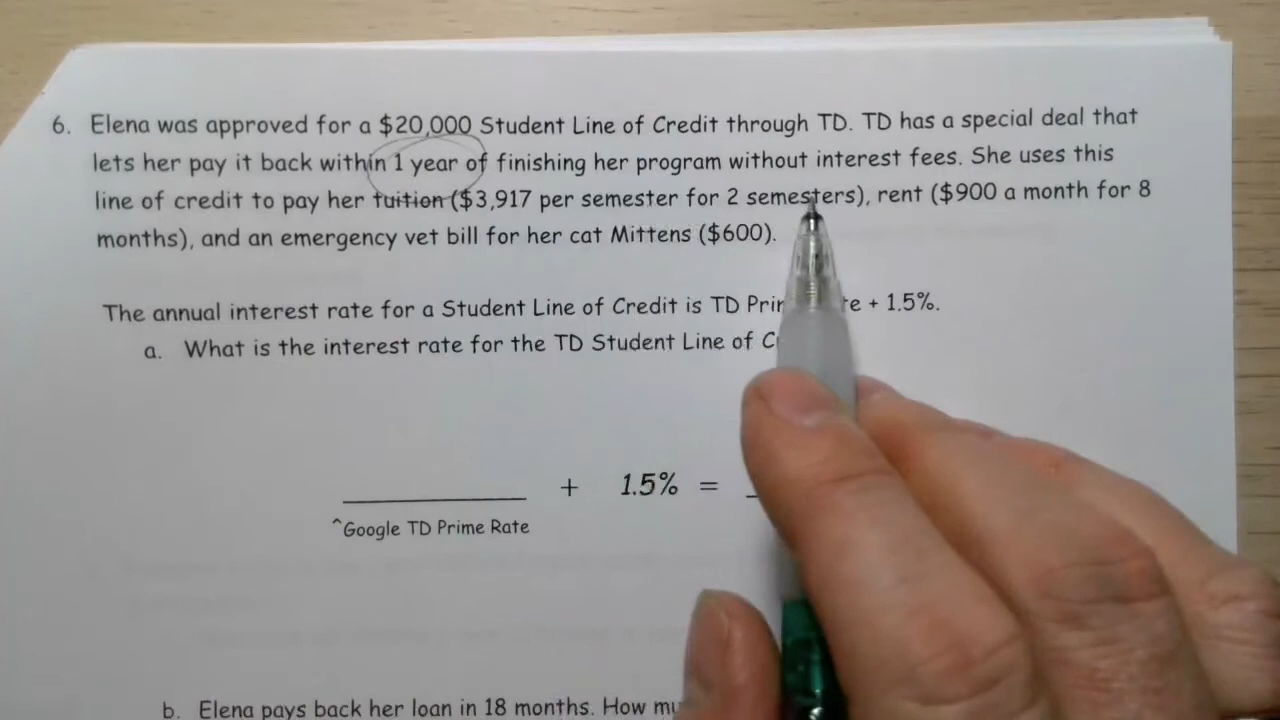 6. Elena was approved for a $20,000 Student Line of Credit through TD. TD has a special deal that
lets her pay it back within 1 year of finishing her program without interest fees. She uses this
line of credit to pay her tuition ($3,917 per semester for 2 semesters), rent ($900 a month for 8
months), and an emergency vet bill for her cat Mittens ($600).
The annual interest rate for a Student Line of Credit is TD + 1.5%.
a. What is the interest rate for the TD Student Line of
+ 1.5% =
^Google TD Prime Rate
b. Elena pays back her loan in 18 months. How